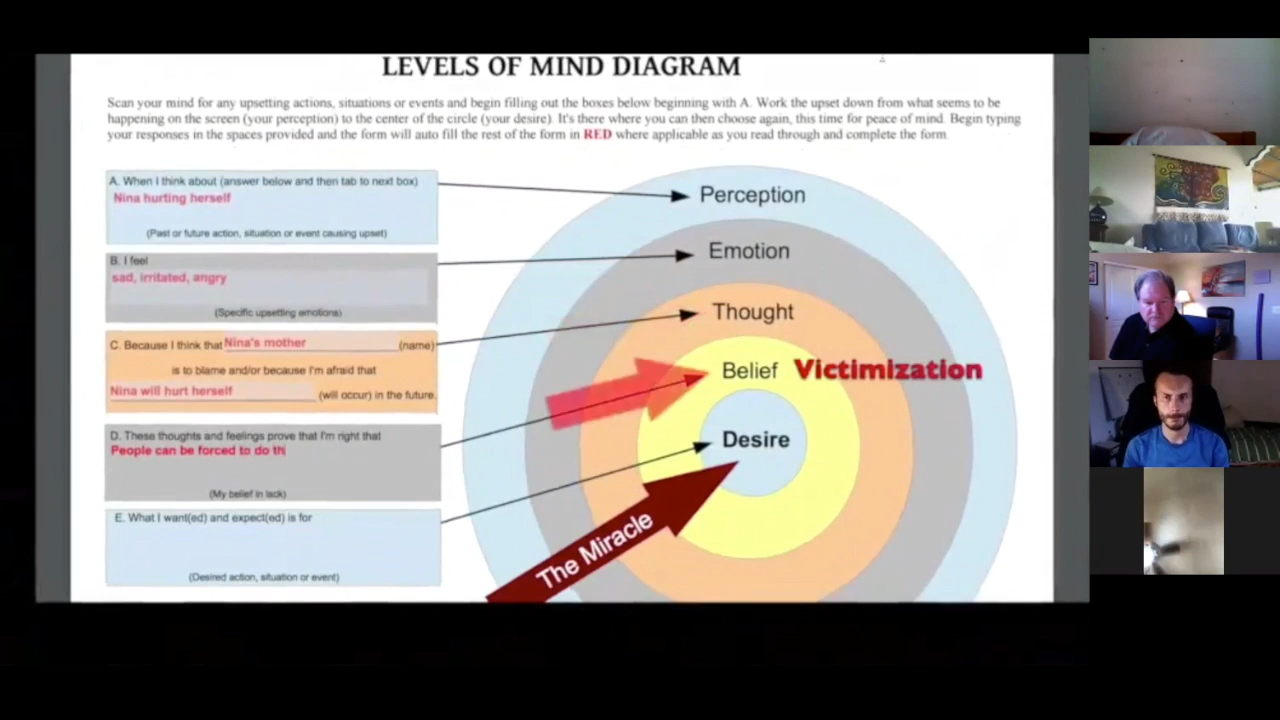 LEVELS OF MIND DIAGRAM
Scan your mind for any upsetting actions, situations or events and begin filling out the boxes below beginning with A. Work the upset down from what seems to be
happening on the screen (your perception) to the center of the circle (your desire). It's there where you can then choose again, this time for peace of mind. Begin typing
your responses in the spaces provided and the form will auto fill the rest of the form in RED where applicable as you read through and complete the form.
A. When I think about (answer below and then tab to next box)
Nina hurting herself
(Past or future action, situation or event causing upset)
B. I feel
sad, irritated, angry
(Specific upsetting emotions)
C. Because I think that Nina's mother (name)
is to blame and/or because I'm afraid that
Nina will hurt herself (will occur) in the future.
D. These thoughts and feelings prove that I'm right that
People can be forced to do thi
(My belief in lack)
E. What I want(ed) and expect(ed) is for
(Desired action, situation or event)
Perception
Emotion
Thought
Belief Victimization
Desire
The Miracle